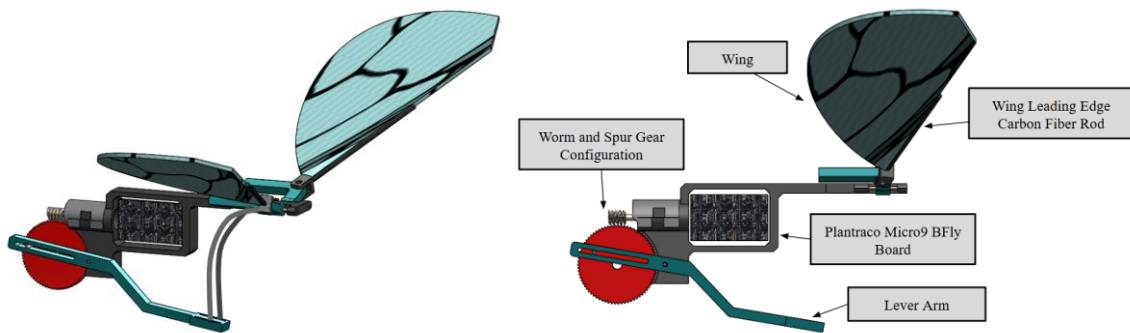 Wing
Wing Leading Edge
Carbon Fiber Rod
Worm and Spur Gear
Configuration
Plantraco Micro9 BFly
Board
Lever Arm